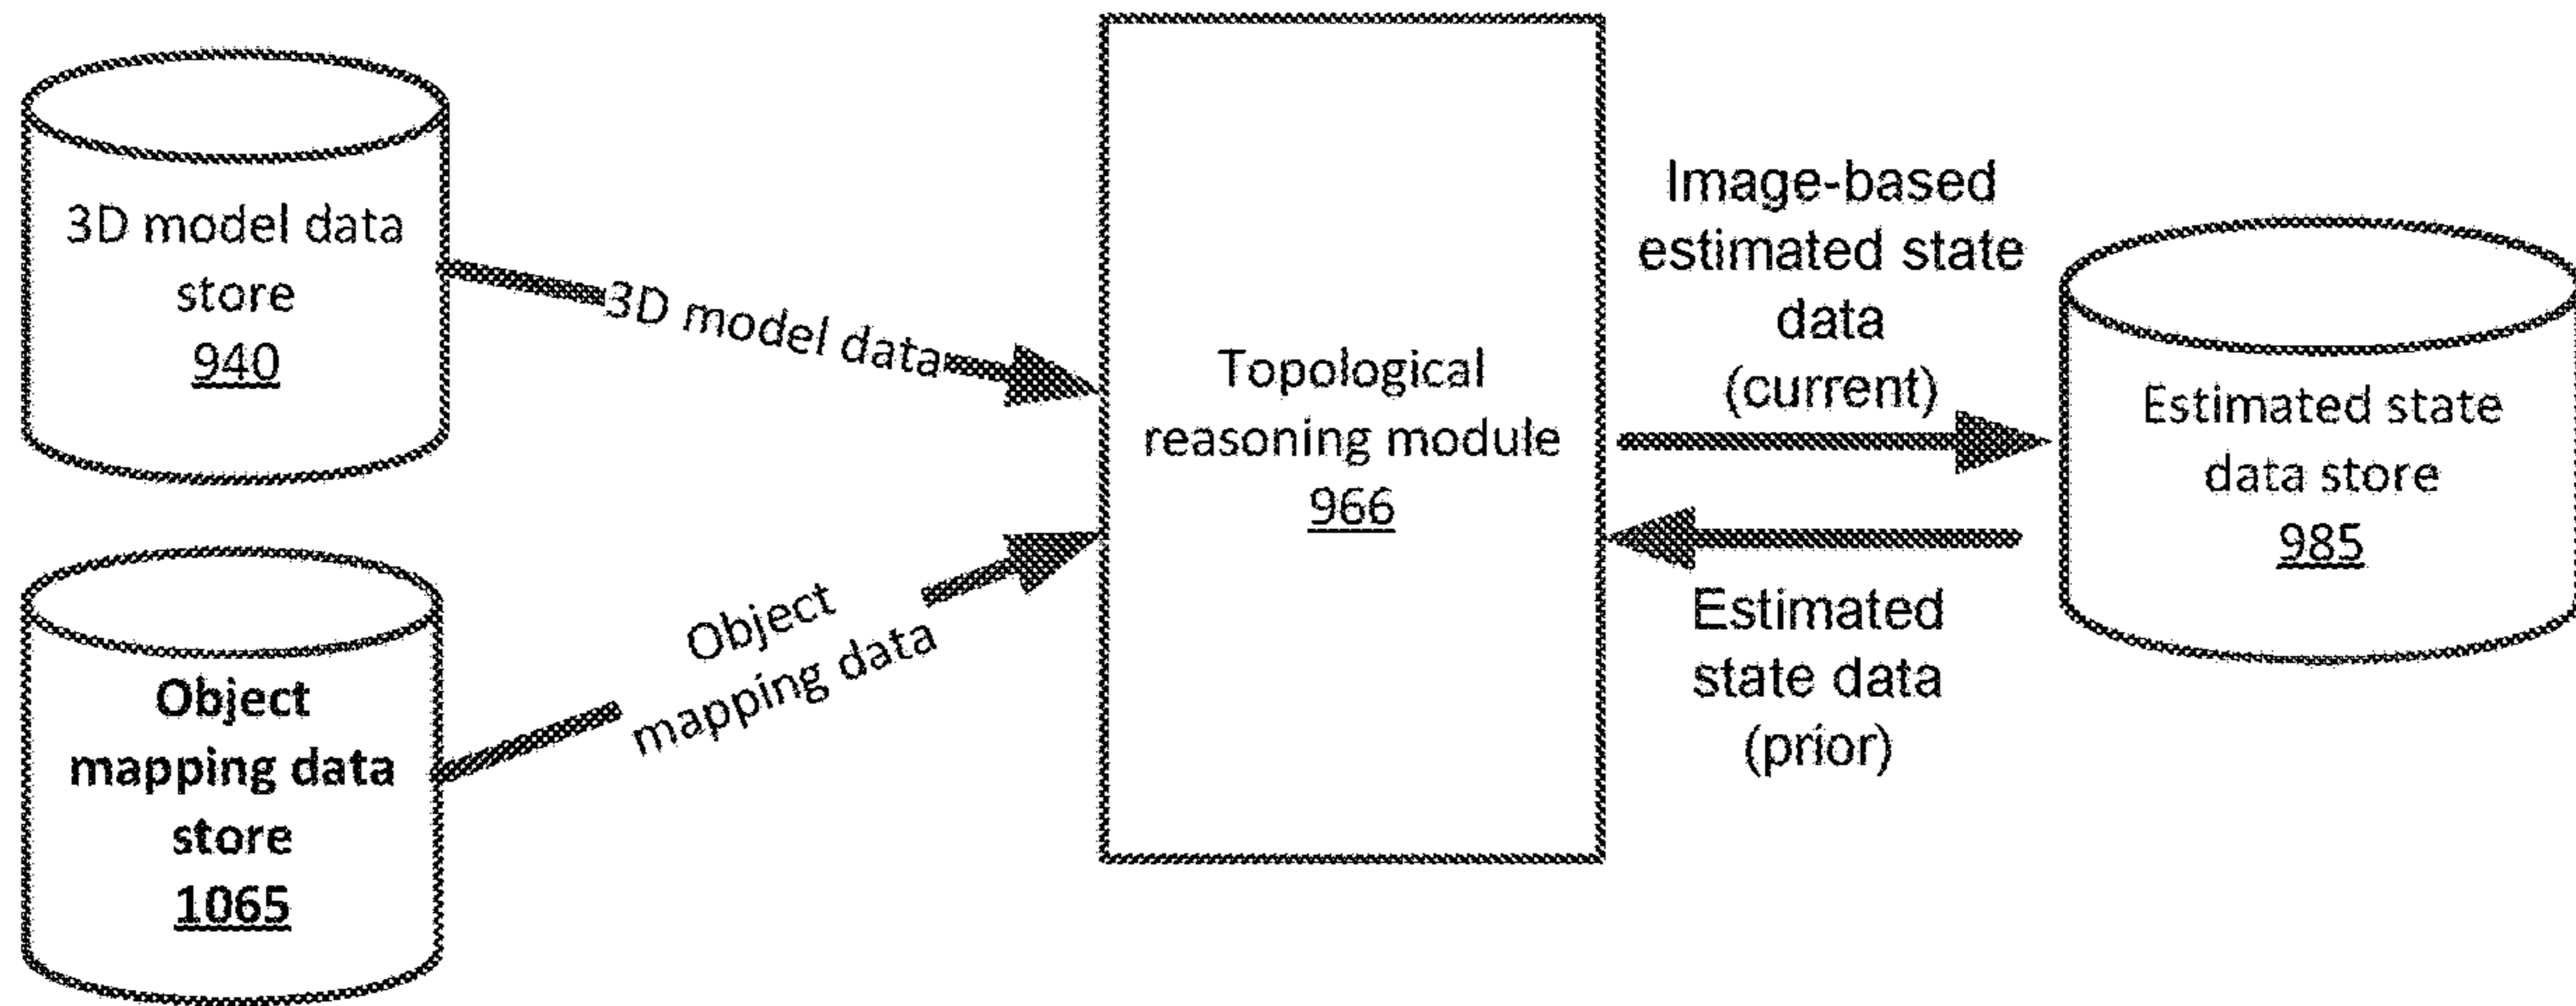 3D model data
store
940
Object
mapping data
store
1065
3D model data
Object
mapping data
Topological
reasoning module
966
Image-based
estimated state
data
(current)
Estimated
state data
(prior)
Estimated state
data store
985